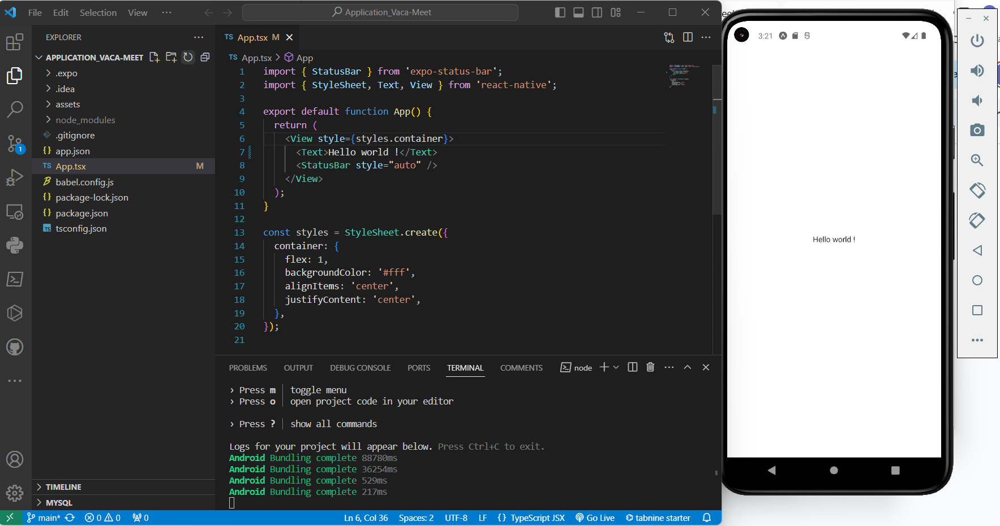 File Edit Selection View ···
Application_Vaca-Meet
EXPLORER
APPLICATION_VACA-MEET
.expo
.idea
assets
node_modules
.gitignore
{} app.json
TS App.tsx M
babel.config.js
{} package-lock.json
{} package.json
TS tsconfig.json
1
TIMELINE
MYSQL
TS App.tsx M
TS App.tsx > App
1 import { StatusBar } from 'expo-status-bar';
2 import { StyleSheet, Text, View } from 'react-native';
3
4 export default function App() {
5 return (
6 <View style={styles.container}>
7 <Text>Hello world !</Text>
8 <StatusBar style="auto" />
9 </View>
10 );
11 }
12
13 const styles = StyleSheet.create({
14 container: {
15 flex: 1,
16 backgroundColor: '#fff',
17 alignItems: 'center',
18 justifyContent: 'center',
19 },
20 });
21
PROBLEMS OUTPUT DEBUG CONSOLE PORTS TERMINAL COMMENTS node
› Press m │ toggle menu
› Press o │ open project code in your editor
› Press ? │ show all commands
Logs for your project will appear below. Press Ctrl+C to exit.
Android Bundling complete 88780ms
Android Bundling complete 36254ms
Android Bundling complete 529ms
Android Bundling complete 217ms
main* 0 0 0 Ln 6, Col 36 Spaces: 2 UTF-8 LF {} TypeScript JSX Go Live tabnine starter
3:21
Hello world !